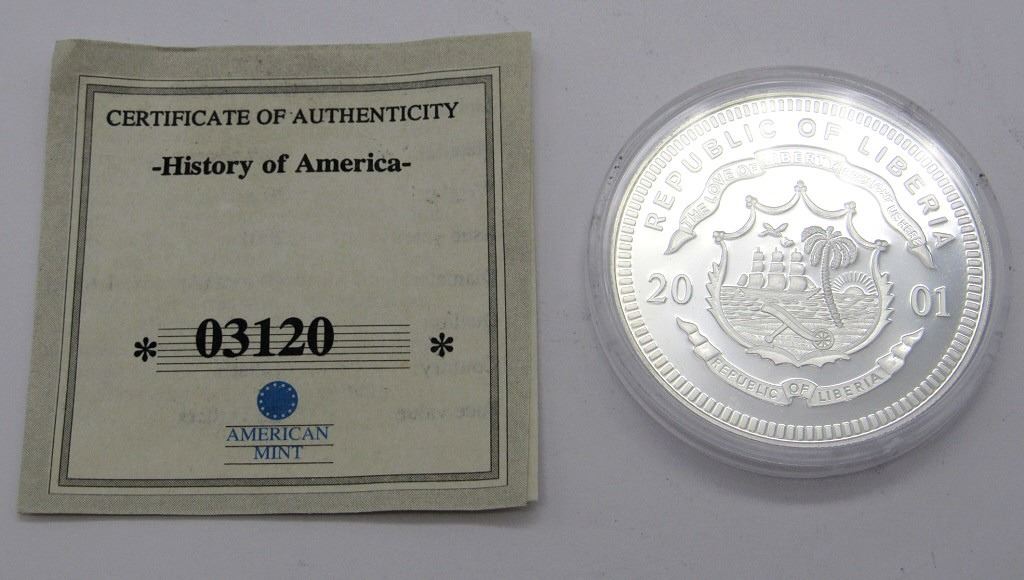 CERTIFICATE OF AUTHENTICITY
-History of America-
* 03120 *
AMERICAN
MINT
REPUBLIC OF LIBERIA
THE LOVE OF LIBERTY BROUGHT US HERE
20 01
REPUBLIC OF LIBERIA